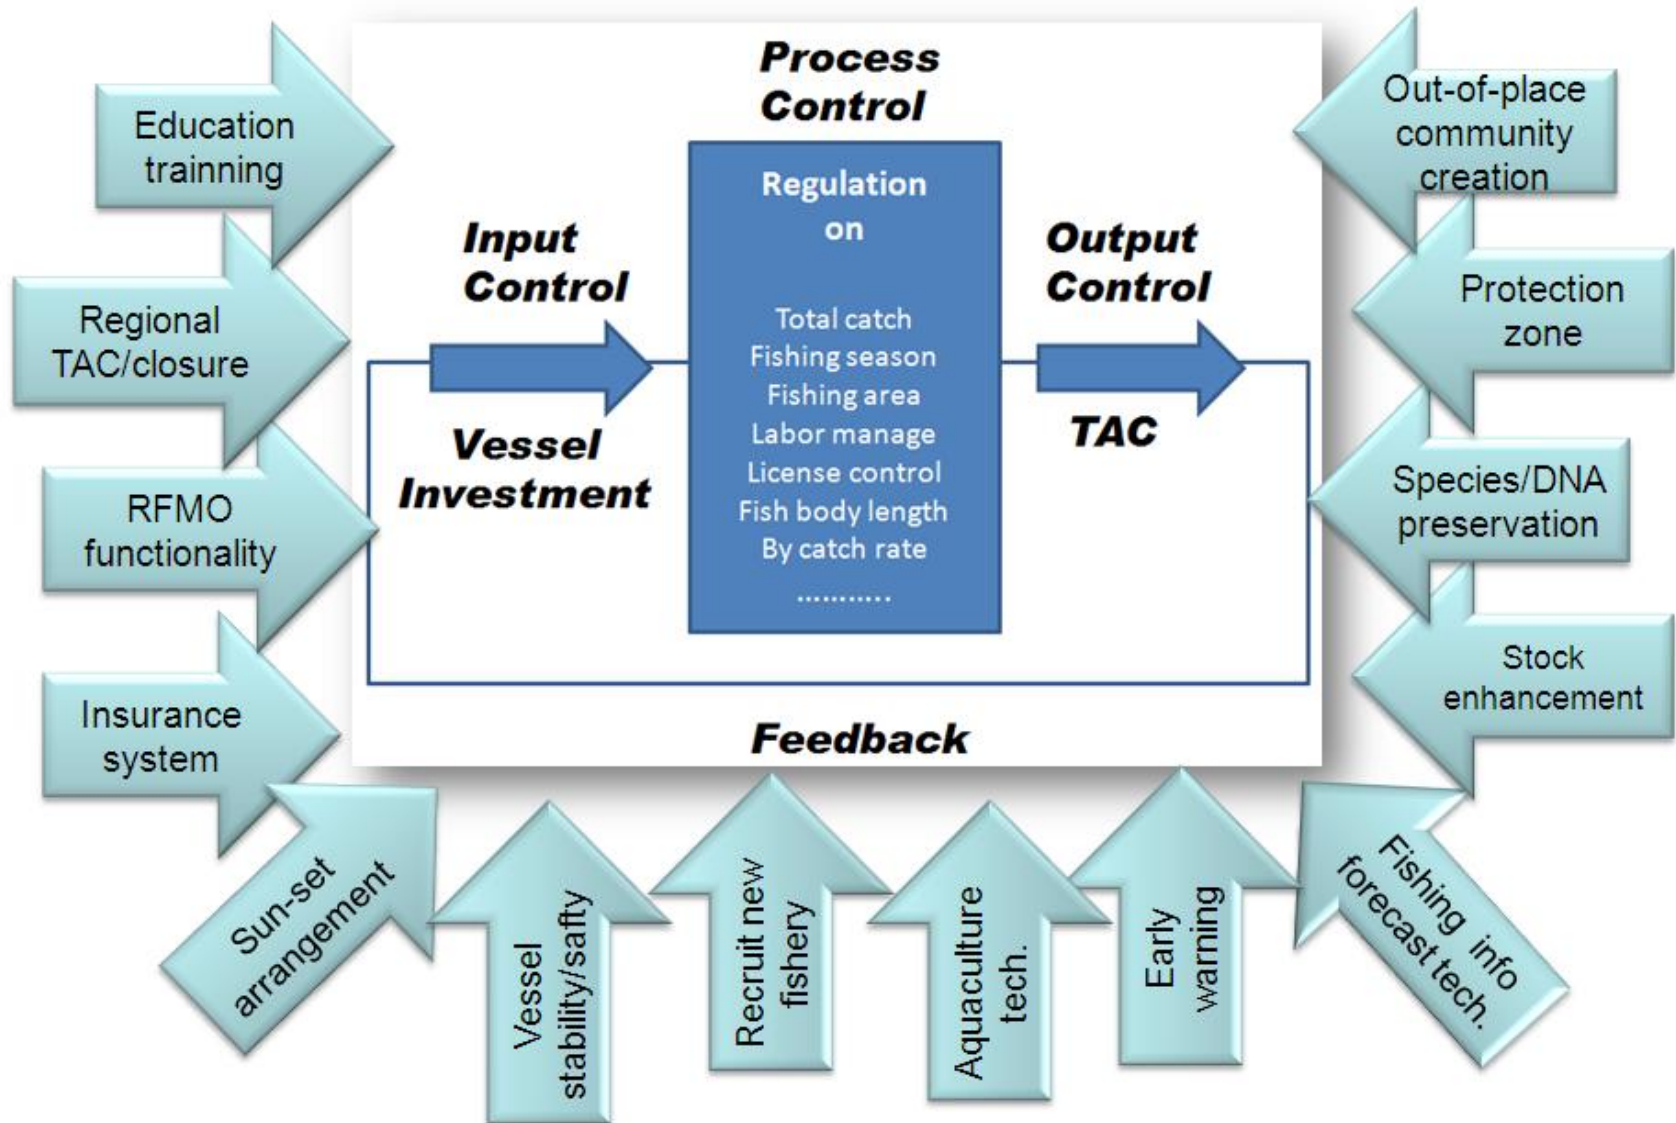 Process
Control
Education
trainning
Out-of-place
community
creation
Regulation
on
Input
Control
Output
Control
Regional
TAC/closure
Total catch
Fishing season
Fishing area
Labor manage
License control
Fish body length
By catch rate
...........
Protection
zone
Vessel
Investment
TAC
RFMO
functionality
Species/DNA
preservation
Insurance
system
Stock
enhancement
Feedback
Sun-set
arrangement
Vessel
stability/safty
Recruit new
fishery
Aquaculture
tech.
Early
warning
Fishing info
forecast tech.